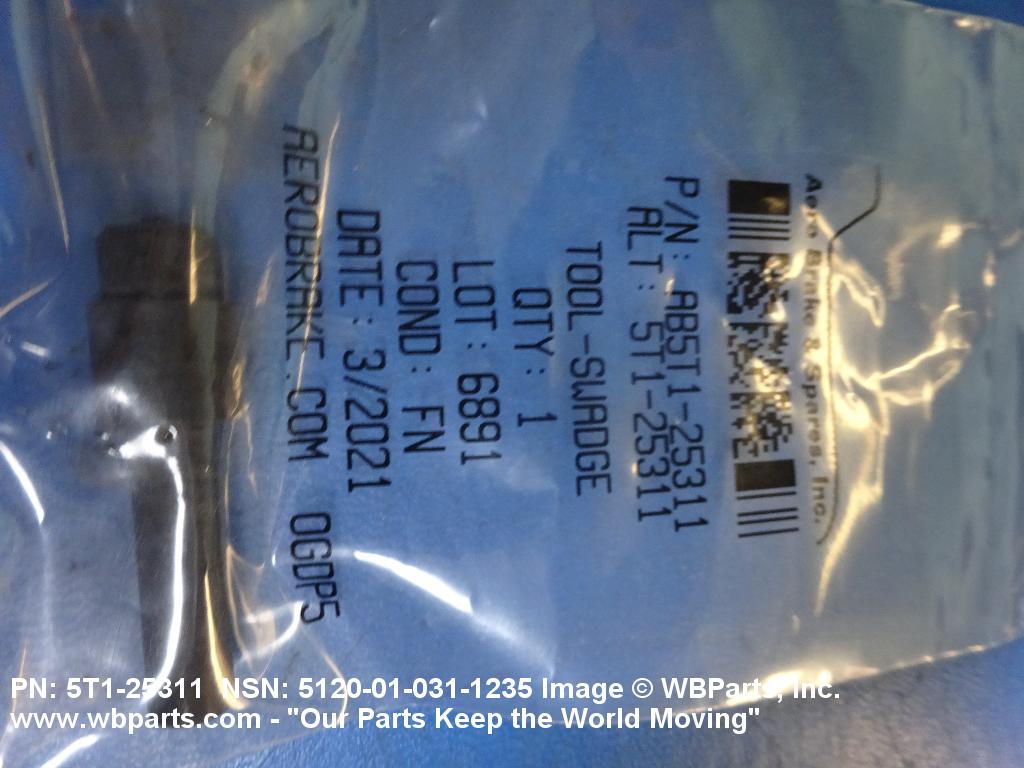 Aero Brake & Spares, Inc.
P/N: AB5T1-25311
ALT: 5T1-25311
TOOL-SWADGE
QTY: 1
LOT: 6891
COND: FN
DATE: 3/2021
AEROBRAKE.COM 0GDP5
PN: 5T1-25311 NSN: 5120-01-031-1235 Image © WBParts, Inc.
www.wbparts.com - "Our Parts Keep the World Moving"